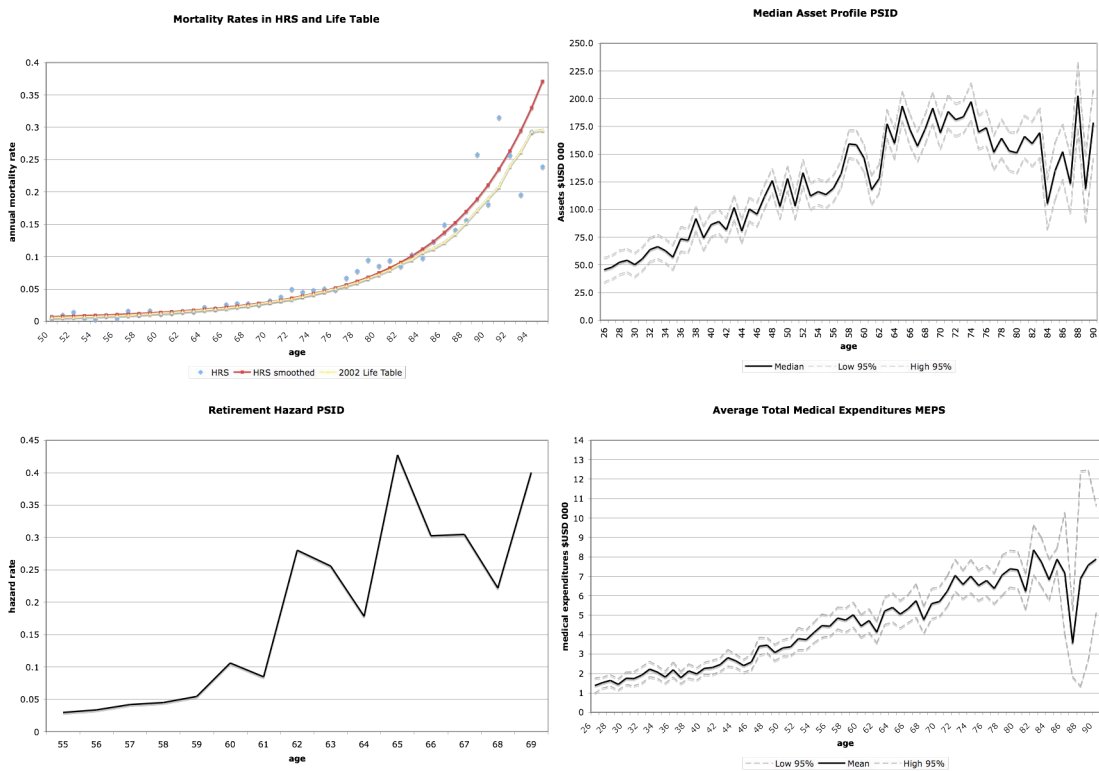 Mortality Rates in HRS and Life Table
0.4
0.35
0.3
0.25
0.2
0.15
0.1
0.05
0
annual mortality rate
50 52 54 56 58 60 62 64 66 68 70 72 74 76 78 80 82 84 86 88 90 92 94
age
HRS HRS smoothed 2002 Life Table
Median Asset Profile PSID
250.0
225.0
200.0
175.0
150.0
125.0
100.0
75.0
50.0
25.0
0.0
Assets $USD 000
26 28 30 32 34 36 38 40 42 44 46 48 50 52 54 56 58 60 62 64 66 68 70 72 74 76 78 80 82 84 86 88 90
age
Median Low 95% High 95%
Retirement Hazard PSID
0.45
0.4
0.35
0.3
0.25
0.2
0.15
0.1
0.05
0
hazard rate
55 56 57 58 59 60 61 62 63 64 65 66 67 68 69
age
Average Total Medical Expenditures MEPS
14
13
12
11
10
9
8
7
6
5
4
3
2
1
0
medical expenditures $USD 000
26 28 30 32 34 36 38 40 42 44 46 48 50 52 54 56 58 60 62 64 66 68 70 72 74 76 78 80 82 84 86 88 90
age
Low 95% Mean High 95%